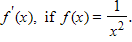 f'(x), if f(x) = 1/x².